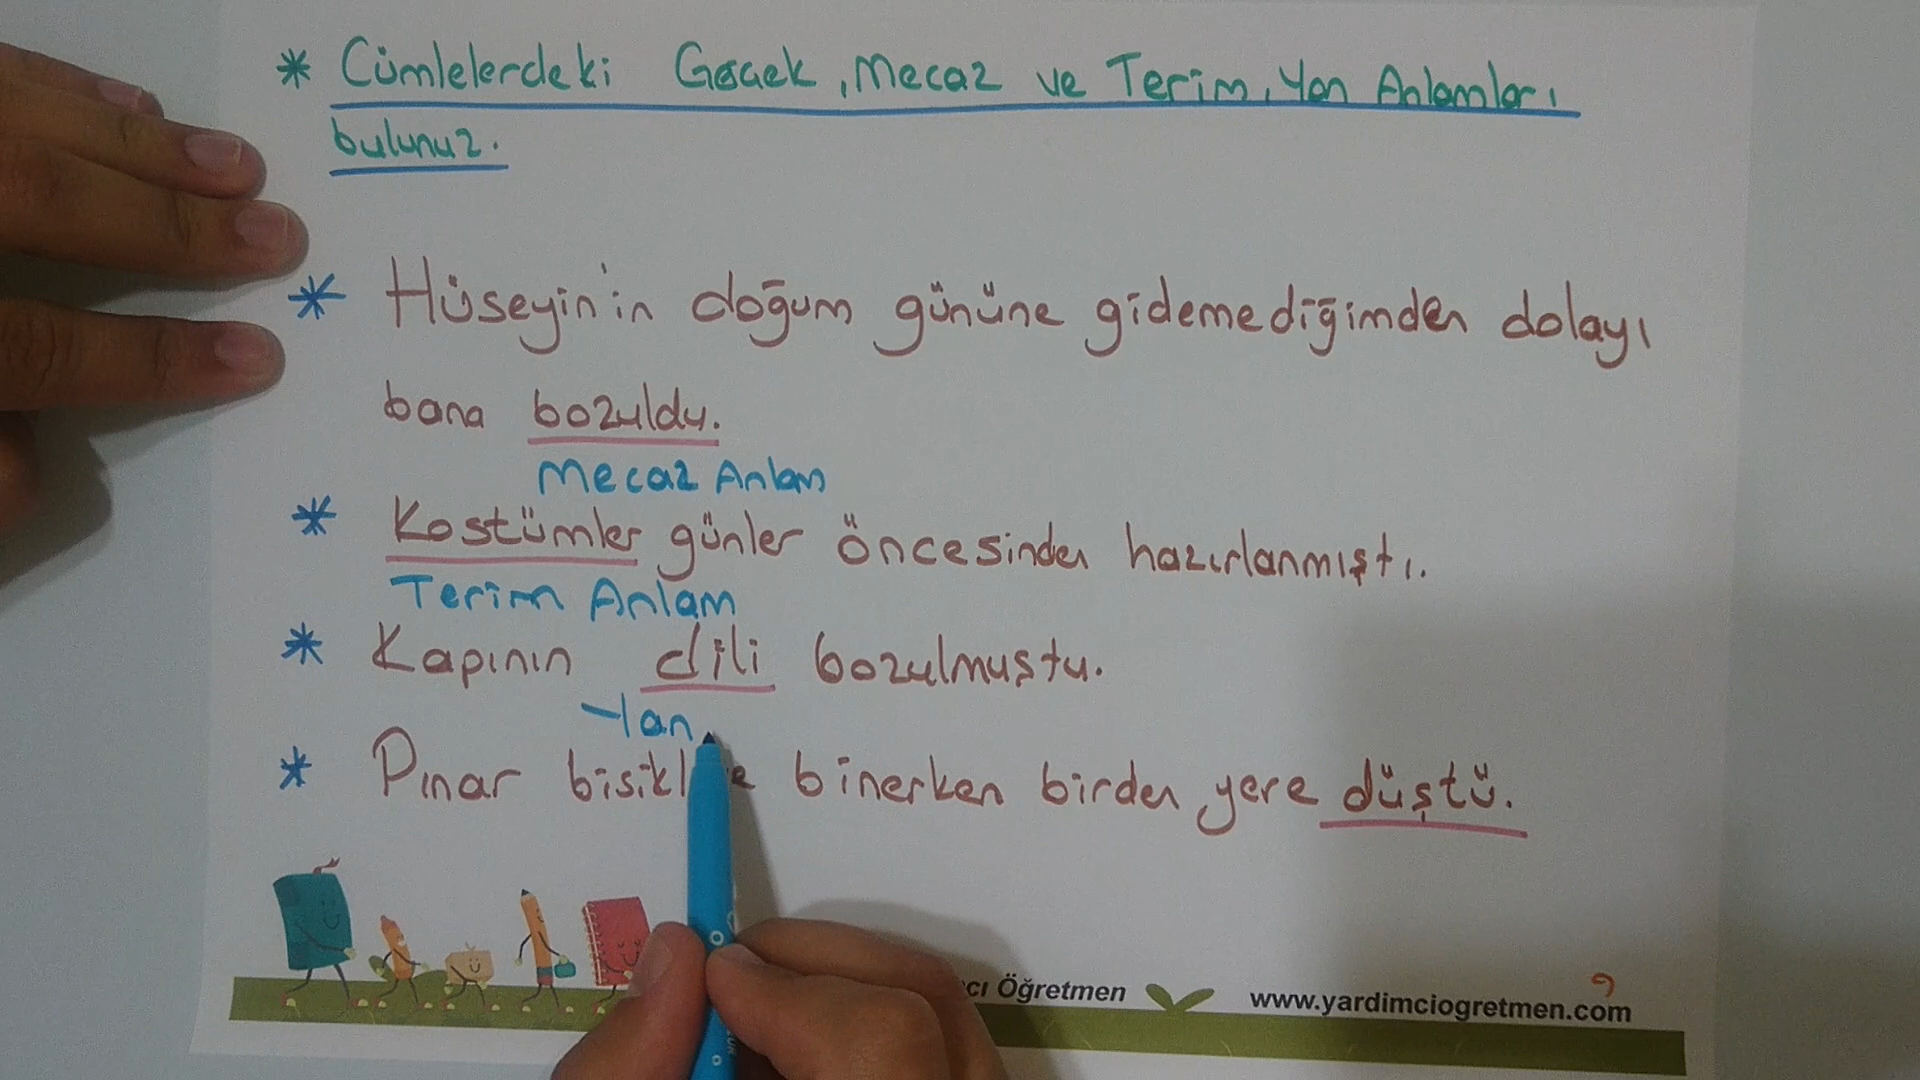 * Cümlelerdeki Gerçek, Mecaz ve Terim, Yan Anlamları
bulunuz.
* Hüseyin'in doğum gününe gidemediğimden dolayı
bana bozuldu.
Mecaz Anlam
* Kostümler günler öncesinden hazırlanmıştı.
Terim Anlam
* Kapının dili bozulmuştu.
Yan
* Pınar binerken birden yere düştü.
Öğretmen
www.yardimciogretmen.com
9